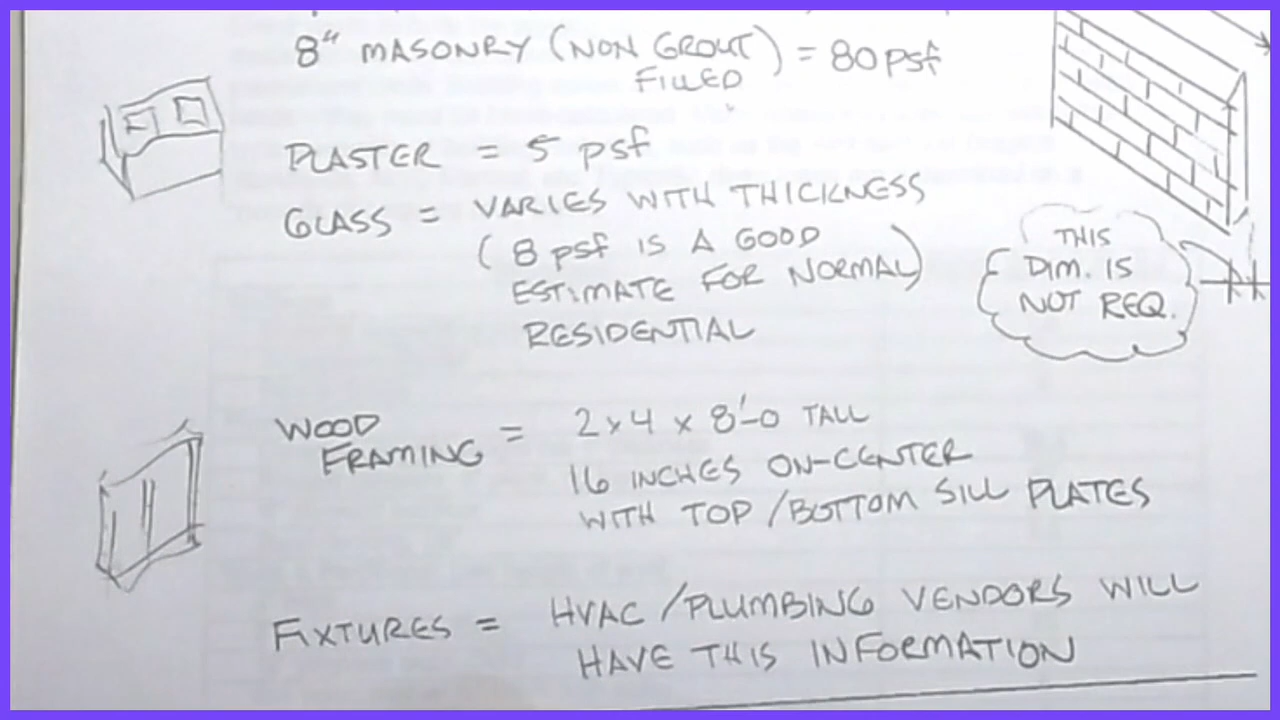 8" MASONRY (NON GROUT FILLED) = 80 psf
PLASTER = 5 psf
GLASS = VARIES WITH THICKNESS
(8 psf IS A GOOD
ESTIMATE FOR NORMAL)
RESIDENTIAL
THIS
DIM. IS
NOT REQ.
WOOD
FRAMING =
2x4 x 8'-0 TALL
16 INCHES ON-CENTER
WITH TOP/BOTTOM SILL PLATES
FIXTURES = HVAC/PLUMBING VENDORS WILL
HAVE THIS INFORMATION